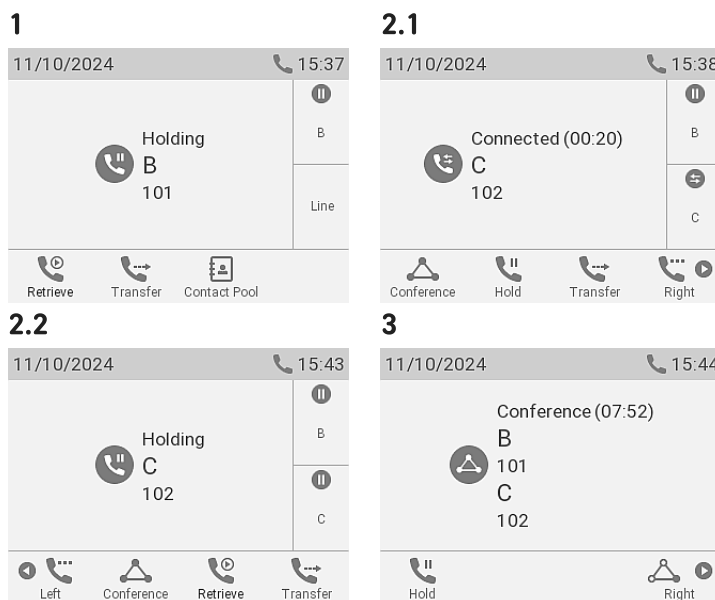 1
11/10/2024 15:37
Holding
B
101
B
Line
Retrieve Transfer Contact Pool
2.1
11/10/2024 15:38
Connected (00:20)
C
102
B
C
Conference Hold Transfer Right
2.2
11/10/2024 15:43
Holding
C
102
B
C
Left Conference Retrieve Transfer
3
11/10/2024 15:44
Conference (07:52)
B
101
C
102
Hold Right